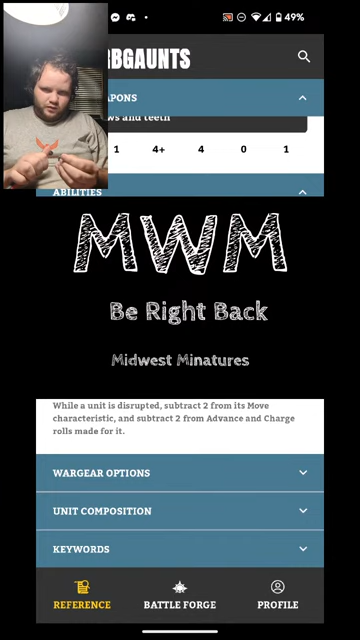 49%
RBGAUNTS
APONS
ws and teeth
1 4+ 4 0 1
ABILITIES
MWM
Be Right Back
Midwest Minatures
While a unit is disrupted, subtract 2 from its Move
characteristic, and subtract 2 from Advance and Charge
rolls made for it.
WARGEAR OPTIONS
UNIT COMPOSITION
KEYWORDS
REFERENCE
BATTLE FORGE
PROFILE